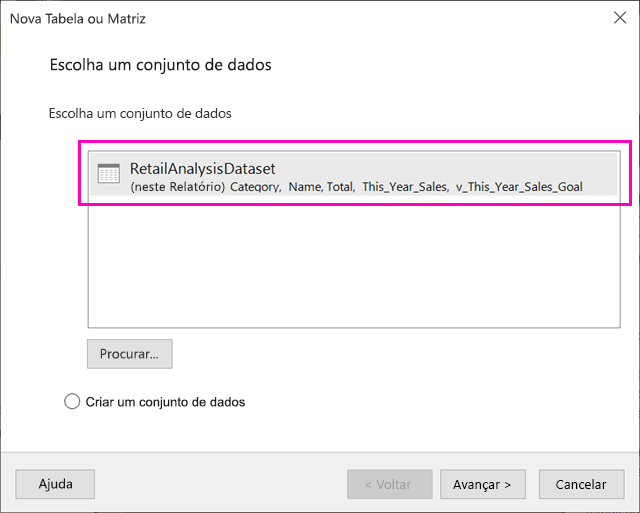 Nova Tabela ou Matriz
Escolha um conjunto de dados
Escolha um conjunto de dados
RetailAnalysisDataset
(neste Relatório) Category, Name, Total, This_Year_Sales, v_This_Year_Sales_Goal
Procurar...
Criar um conjunto de dados
Ajuda
< Voltar
Avançar >
Cancelar